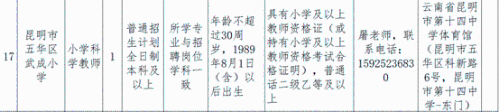 17
昆明市
五华区
武成小
学
小学科
学教师
1
普通招
生计划
全日制
本科及
以上
所学专
业与招
聘岗位
学科一
致
年龄不超
过30周
岁，1989
年8月1日
（含）以
后出生
具有小学及以上
教师资格证（或
持有小学及以上
教师资格考试合
格证明），普通
话二级乙等及以
上
屠老师，联
系电话：
1592523683
0
云南省昆明
市第十四中
学体育馆
（昆明市五
华区科新路
6号，昆明市
第十四中学
-东门）